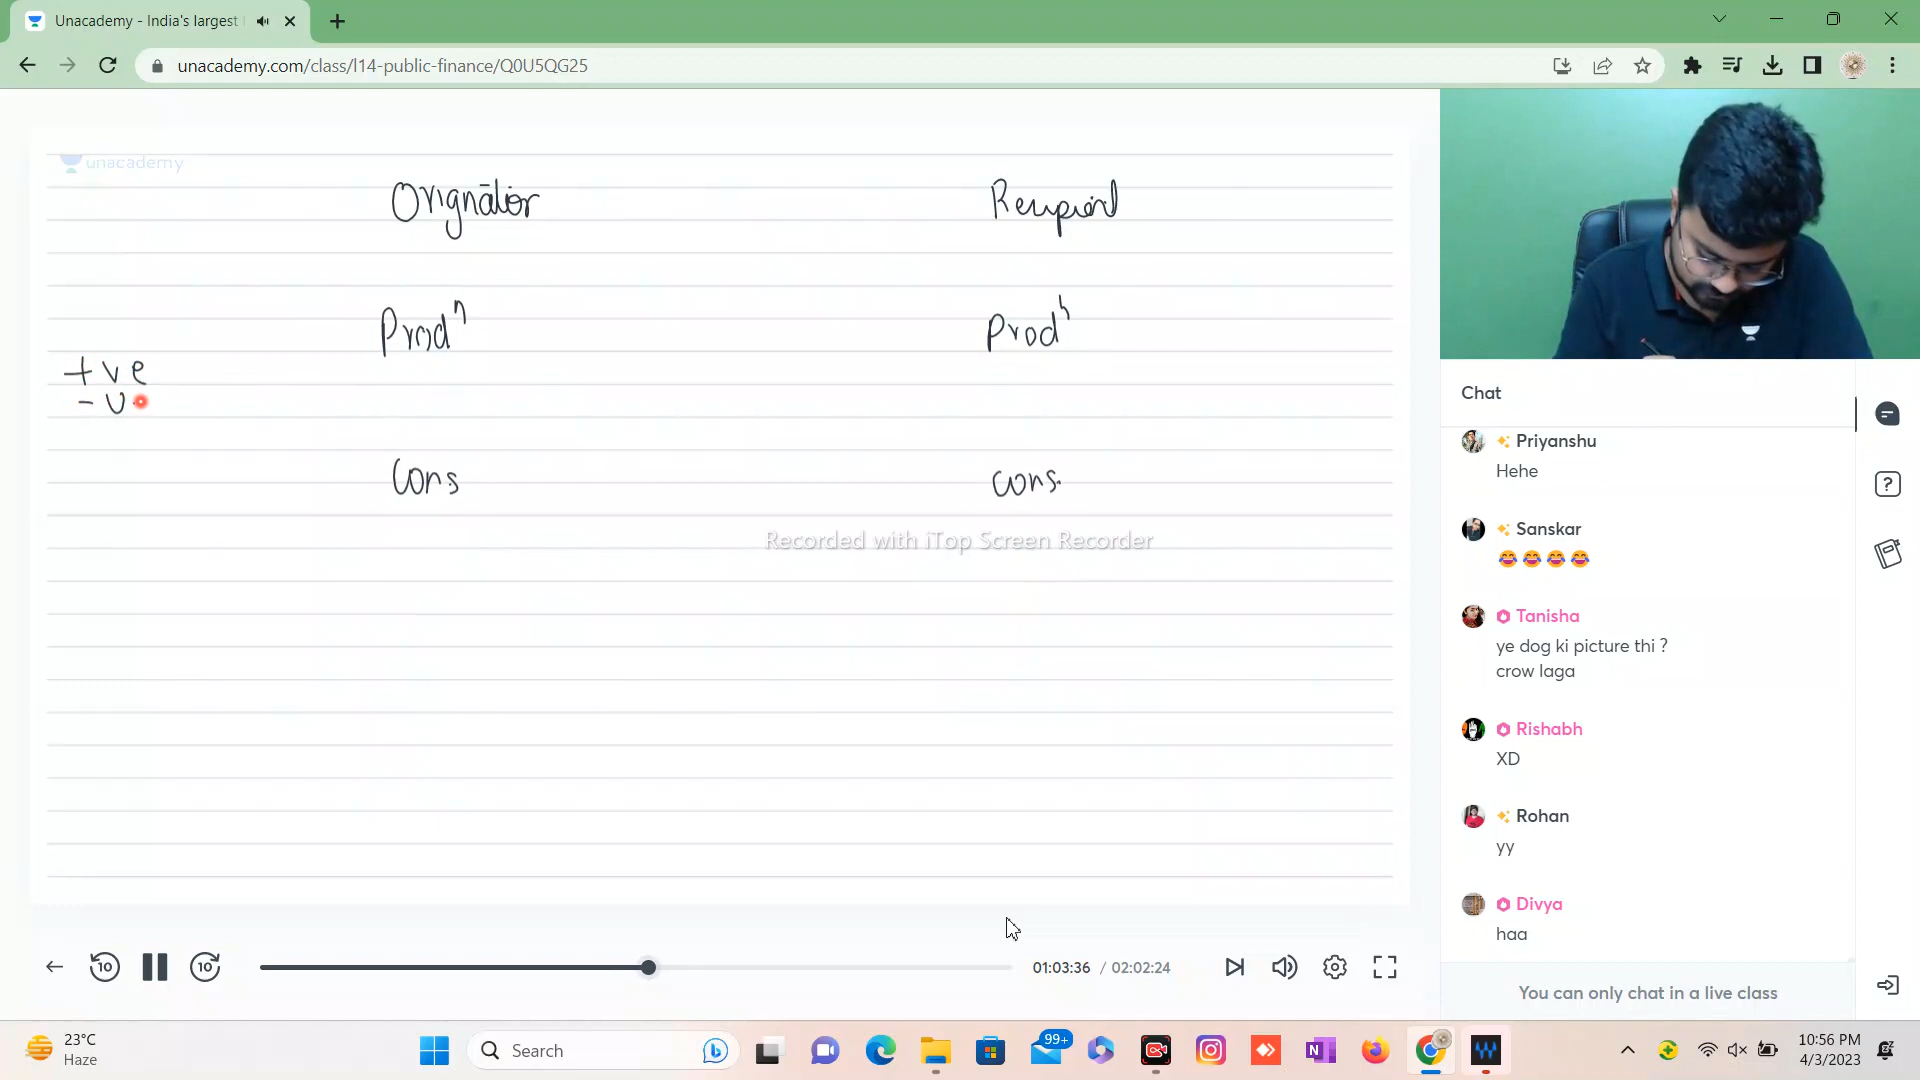 Unacademy - India's largest
unacademy.com/class/l14-public-finance/Q0U5QG25
unacademy
Orignātior Recipient
Prodⁿ Prodⁿ
+ve
-v
Cons Cons.
Recorded with iTop Screen Recorder
Chat
Priyanshu
Hehe
Sanskar
😂 😂 😂 😂
Tanisha
ye dog ki picture thi ?
crow laga
Rishabh
XD
Rohan
yy
Divya
haa
You can only chat in a live class
10 10 01:03:36 / 02:02:24
23°C
Haze
Search
99+
10:56 PM
4/3/2023